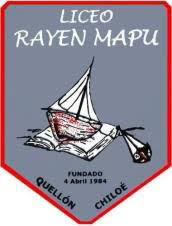 LICEO
RAYEN MAPU
FUNDADO
4 Abril 1984
QUELLÓN CHILOÉ